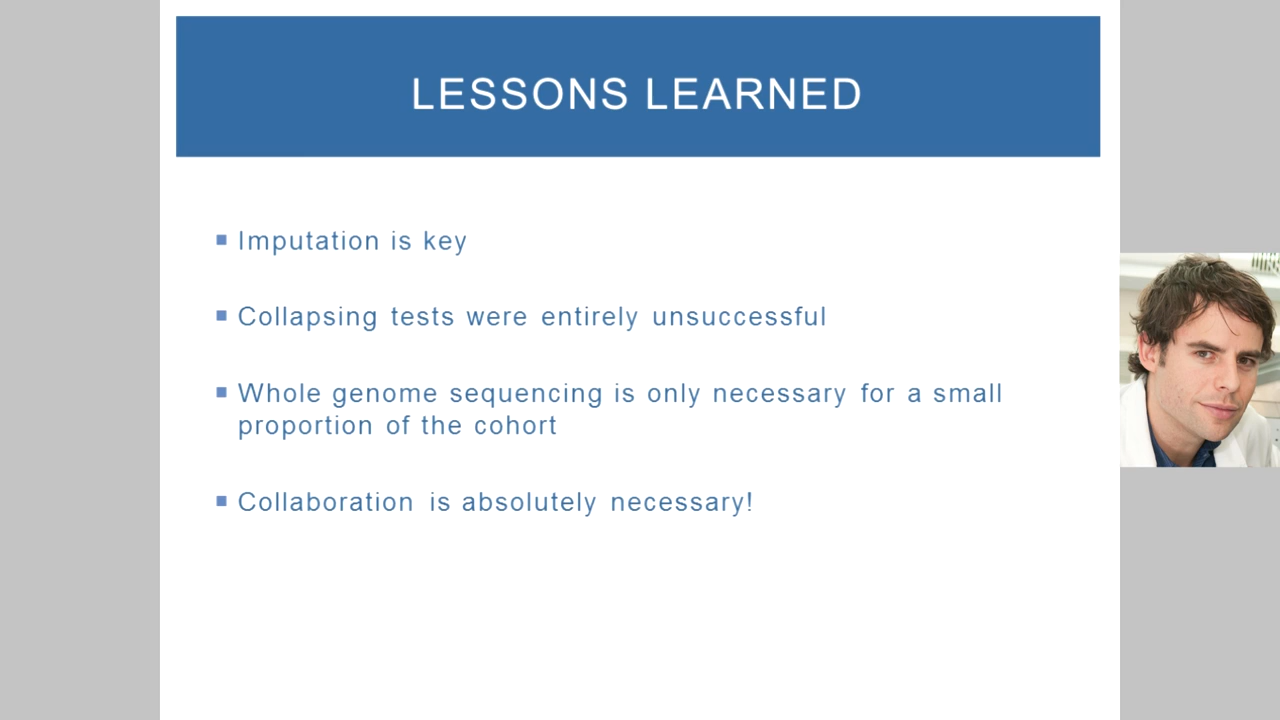 LESSONS LEARNED
Imputation is key
Collapsing tests were entirely unsuccessful
Whole genome sequencing is only necessary for a small
proportion of the cohort
Collaboration is absolutely necessary!